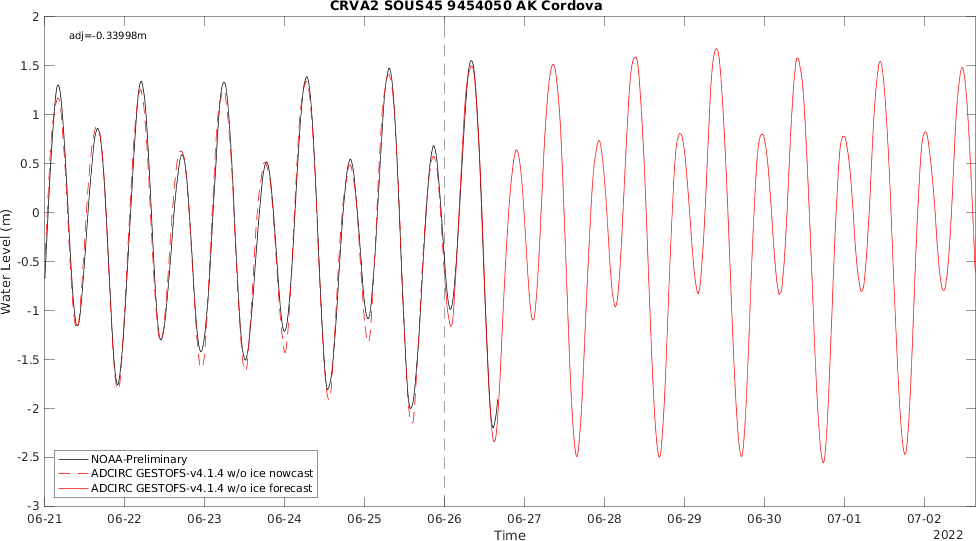 CRVA2 SOUS45 9454050 AK Cordova
adj=-0.33998m
Water Level (m)
2
1.5
1
0.5
0
-0.5
-1
-1.5
-2
-2.5
-3
NOAA-Preliminary
ADCIRC GESTOFS-v4.1.4 w/o ice nowcast
ADCIRC GESTOFS-v4.1.4 w/o ice forecast
06-21 06-22 06-23 06-24 06-25 06-26 06-27 06-28 06-29 06-30 07-01 07-02
Time
2022